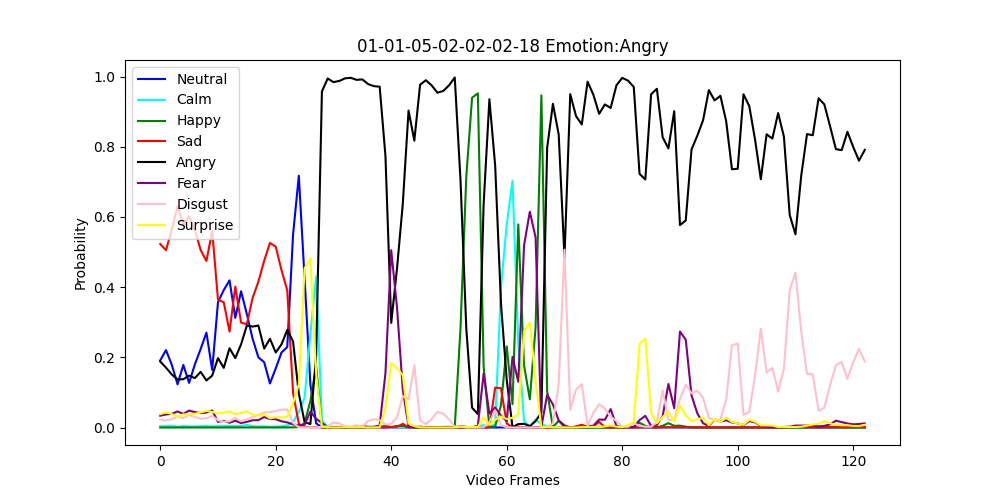 01-01-05-02-02-02-18 Emotion:Angry
Probability
1.0
0.8
0.6
0.4
0.2
0.0
Neutral
Calm
Happy
Sad
Angry
Fear
Disgust
Surprise
0 20 40 60 80 100 120
Video Frames